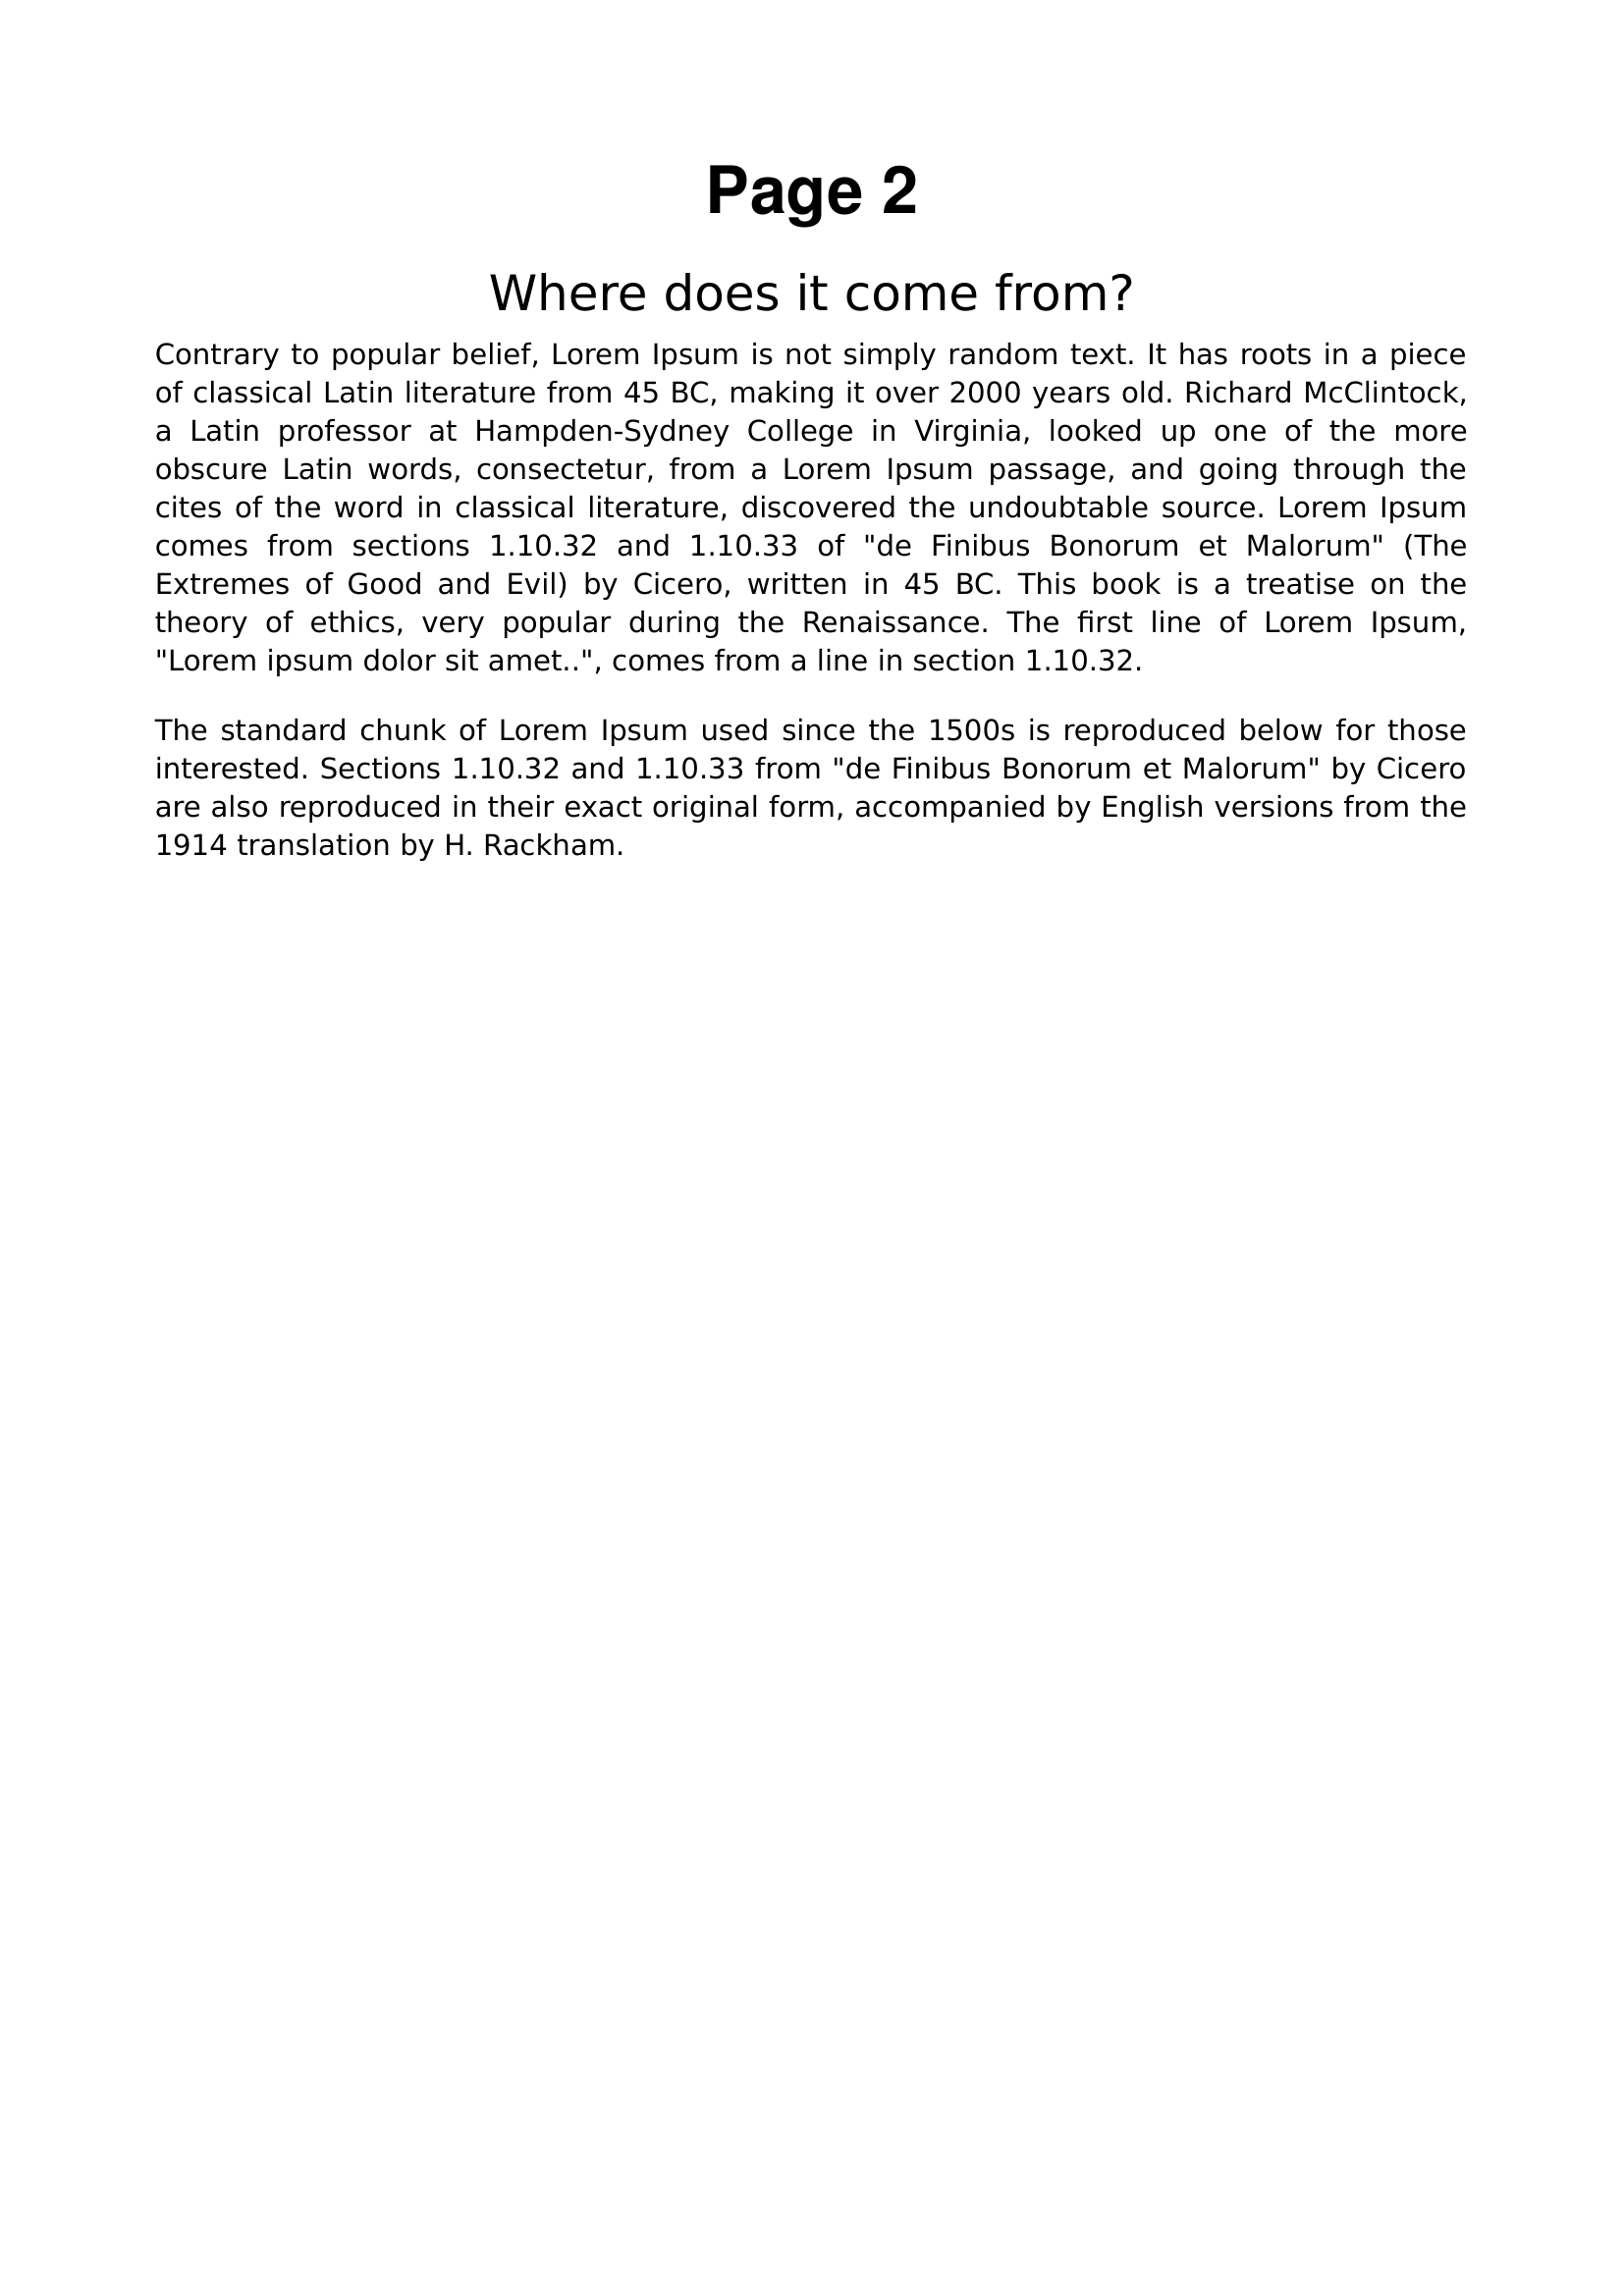 Page 2
Where does it come from?
Contrary to popular belief, Lorem Ipsum is not simply random text. It has roots in a piece
of classical Latin literature from 45 BC, making it over 2000 years old. Richard McClintock,
a Latin professor at Hampden-Sydney College in Virginia, looked up one of the more
obscure Latin words, consectetur, from a Lorem Ipsum passage, and going through the
cites of the word in classical literature, discovered the undoubtable source. Lorem Ipsum
comes from sections 1.10.32 and 1.10.33 of "de Finibus Bonorum et Malorum" (The
Extremes of Good and Evil) by Cicero, written in 45 BC. This book is a treatise on the
theory of ethics, very popular during the Renaissance. The first line of Lorem Ipsum,
"Lorem ipsum dolor sit amet..", comes from a line in section 1.10.32.
The standard chunk of Lorem Ipsum used since the 1500s is reproduced below for those
interested. Sections 1.10.32 and 1.10.33 from "de Finibus Bonorum et Malorum" by Cicero
are also reproduced in their exact original form, accompanied by English versions from the
1914 translation by H. Rackham.